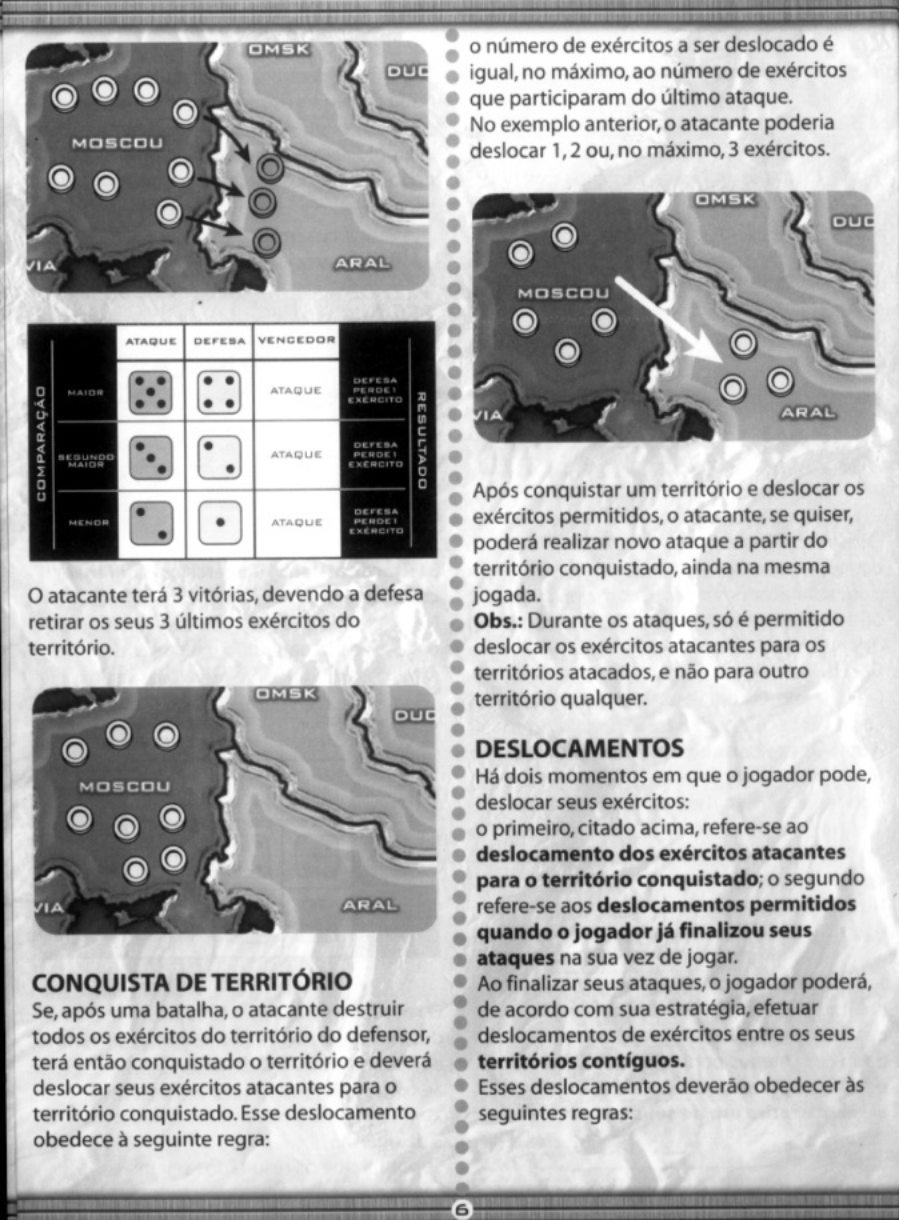 OMSK
DUD
MOSCOU
VIA
ARAL
ATAQUE DEFESA VENCEDOR
COMPARAÇÃO
MAIOR ATAQUE DEFESA PERDE 1 EXÉRCITO
SEGUNDO MAIOR ATAQUE DEFESA PERDE 1 EXÉRCITO
MENOR ATAQUE DEFESA PERDE 1 EXÉRCITO
RESULTADO
O atacante terá 3 vitórias, devendo a defesa
retirar os seus 3 últimos exércitos do
território.
OMSK
DUD
MOSCOU
VIA
ARAL
CONQUISTA DE TERRITÓRIO
Se, após uma batalha, o atacante destruir
todos os exércitos do território do defensor,
terá então conquistado o território e deverá
deslocar seus exércitos atacantes para o
território conquistado. Esse deslocamento
obedece à seguinte regra:
o número de exércitos a ser deslocado é
igual, no máximo, ao número de exércitos
que participaram do último ataque.
No exemplo anterior, o atacante poderia
deslocar 1, 2 ou, no máximo, 3 exércitos.
OMSK
DUD
MOSCOU
VIA
ARAL
Após conquistar um território e deslocar os
exércitos permitidos, o atacante, se quiser,
poderá realizar novo ataque a partir do
território conquistado, ainda na mesma
jogada.
Obs.: Durante os ataques, só é permitido
deslocar os exércitos atacantes para os
territórios atacados, e não para outro
território qualquer.
DESLOCAMENTOS
Há dois momentos em que o jogador pode,
deslocar seus exércitos:
o primeiro, citado acima, refere-se ao
deslocamento dos exércitos atacantes
para o território conquistado; o segundo
refere-se aos deslocamentos permitidos
quando o jogador já finalizou seus
ataques na sua vez de jogar.
Ao finalizar seus ataques, o jogador poderá,
de acordo com sua estratégia, efetuar
deslocamentos de exércitos entre os seus
territórios contíguos.
Esses deslocamentos deverão obedecer às
seguintes regras:
6